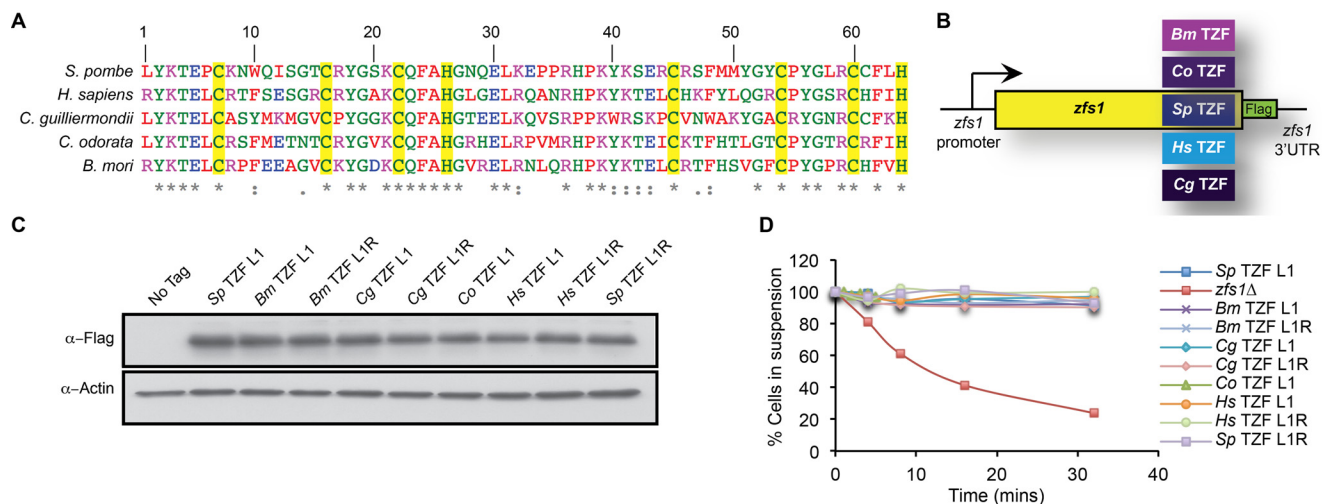 A
1 10 20 30 40 50 60
S. pombe LYKTEPCKNWQISGTCRYGSKCQFAHGNQELKEPPRHPKYKSERCRSFMMYGYCPYGLRCCFLH
H. sapiens RYKTELCRTFSESGRCRYGAKCQFAHGLGELRQANRHPKYKTELCHKFYLQGRCPYGSRCHFIH
C. guilliermondii LYKTELCASYMKMGVCPYGGKCQFAHGTEELKQVSRPPKWRSKPCVNWAKYGACRYGNRCCFKH
C. odorata LYKTELCRSFMETNTCRYGTKCQFAHGRHELRPVMRHPKYKTEICKTFHTLGTCPYGTRCRFIH
B. mori RYKTELCRPFEEAGVCKYGDKCQFAHGVRELRNLQRHPKYKTELCRTFHSVGFCPYGPRCHFVH
B
Bm TZF
Co TZF
zfs1 Sp TZF Flag
zfs1 promoter
zfs1 3’UTR
Hs TZF
Cg TZF
C
No Tag
Sp TZF L1
Bm TZF L1
Bm TZF L1R
Cg TZF L1
Cg TZF L1R
Co TZF L1
Hs TZF L1
Hs TZF L1R
Sp TZF L1R
α−Flag
α−Actin
D
% Cells in suspension
120
100
80
60
40
20
0
0 10 20 30 40
Time (mins)
Sp TZF L1
zfs1Δ
Bm TZF L1
Bm TZF L1R
Cg TZF L1
Cg TZF L1R
Co TZF L1
Hs TZF L1
Hs TZF L1R
Sp TZF L1R